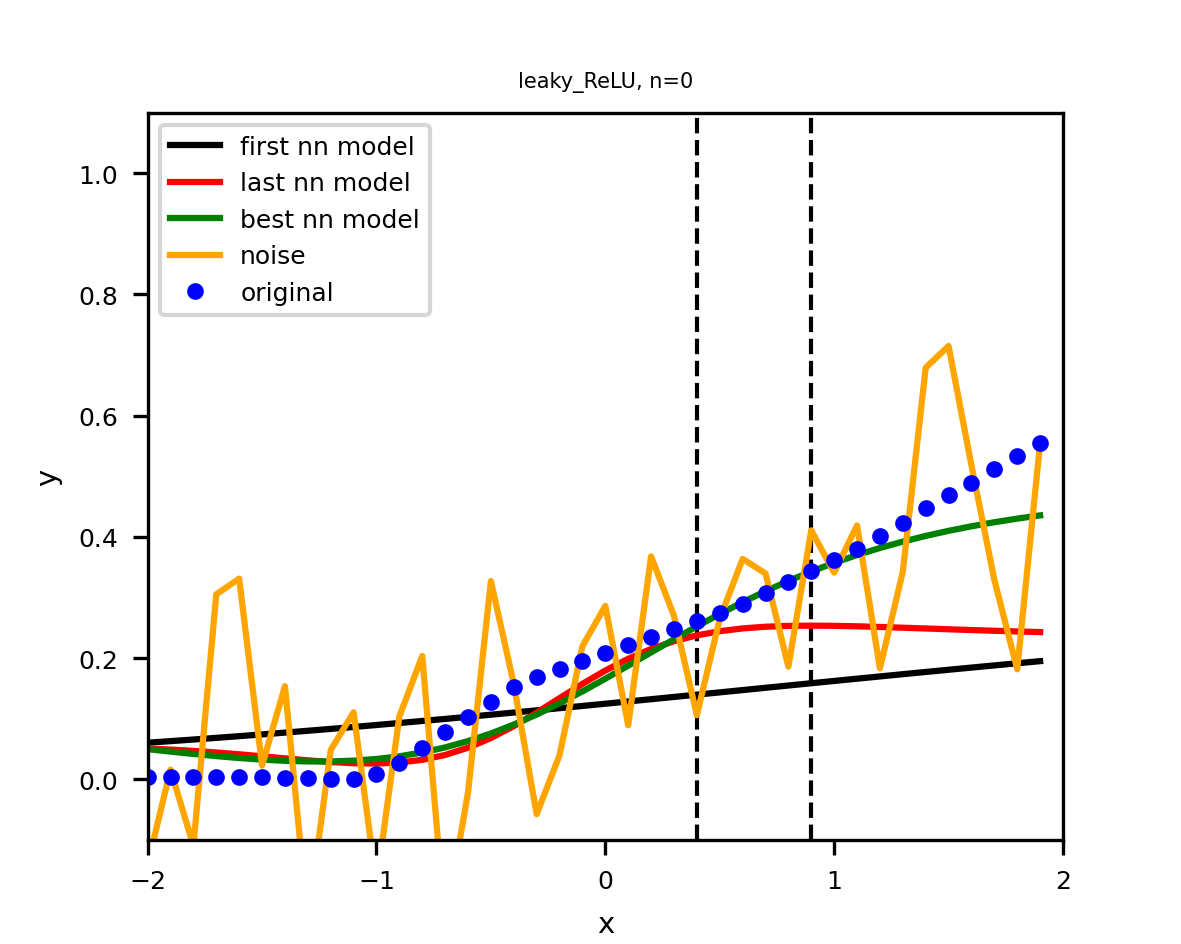 leaky_ReLU, n=0
first nn model
last nn model
best nn model
noise
original
1.0
0.8
0.6
0.4
0.2
0.0
y
−2
−1
0
1
2
x